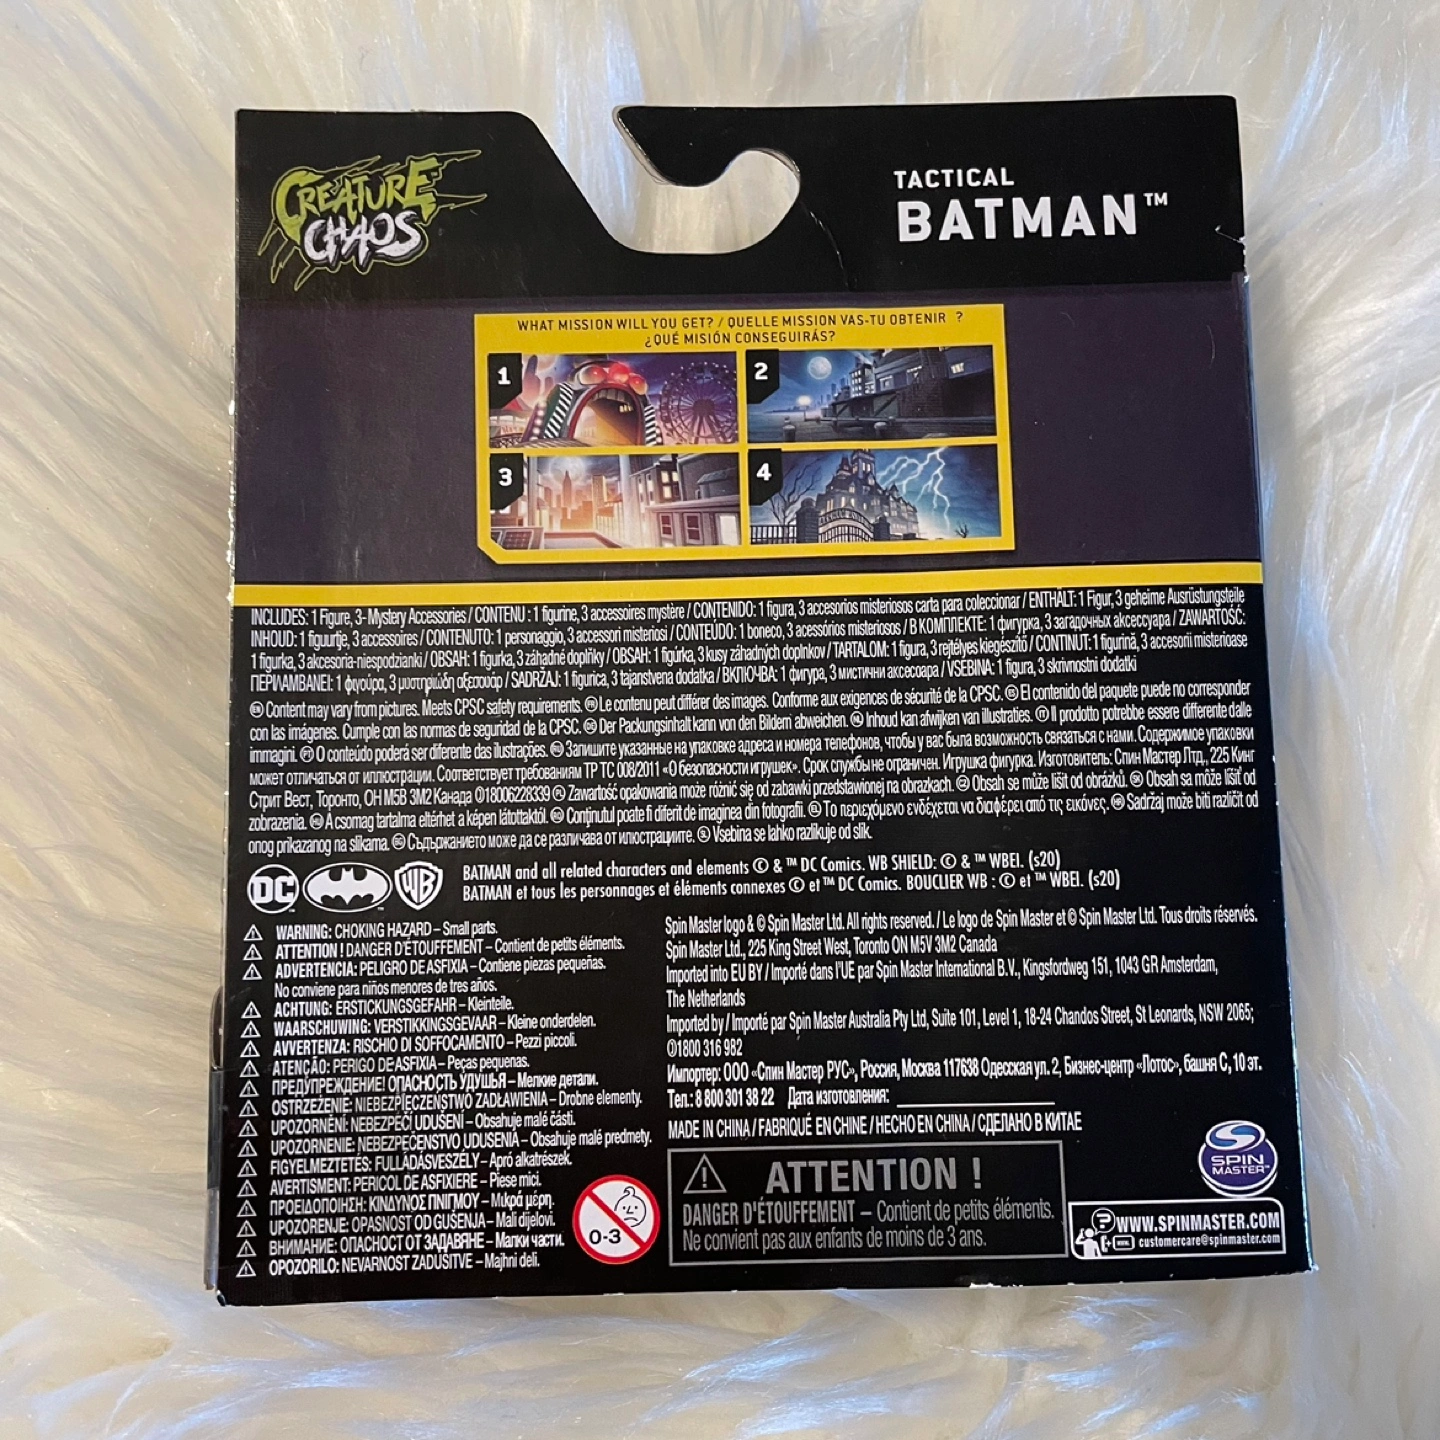 CREATURE
CHAOS
TACTICAL
BATMAN™
WHAT MISSION WILL YOU GET? / QUELLE MISSION VAS-TU OBTENIR ?
¿QUÉ MISIÓN CONSEGUIRÁS?
1
2
3
4
INCLUDES: 1 Figure, 3- Mystery Accessories / CONTENU : 1 figurine, 3 accessoires mystère / CONTENIDO: 1 figura, 3 accesorios misteriosos carta para coleccionar / ENTHÄLT: 1 Figur, 3 geheime Ausrüstungsteile
INHOUD: 1 figuurtje, 3 accessoires / CONTENUTO: 1 personaggio, 3 accessori misteriosi / CONTEÚDO: 1 boneco, 3 acessórios misteriosos / В КОМПЛЕКТЕ: 1 фигурка, 3 загадочных аксессуара / ZAWARTOŚĆ:
1 figurka, 3 akcesoria-niespodzianki / OBSAH: 1 figurka, 3 záhadné doplňky / OBSAH: 1 figúrka, 3 kusy záhadných doplnkov / TARTALOM: 1 figura, 3 rejtélyes kiegészítő / CONȚINUT: 1 figurină, 3 accesorii misterioase
ΠΕΡΙΛΑΜΒΑΝΕΙ: 1 φιγούρα, 3 μυστηριώδη αξεσουάρ / SADRŽAJ: 1 figurica, 3 tajanstvena dodatka / ВКЛЮЧВА: 1 фигура, 3 мистични аксесоара / VSEBINA: 1 figura, 3 skrivnostni dodatki
EN Content may vary from pictures. Meets CPSC safety requirements. FR Le contenu peut différer des images. Conforme aux exigences de sécurité de la CPSC. ES El contenido del paquete puede no corresponder
con las imágenes. Cumple con las normas de seguridad de la CPSC. DE Der Packungsinhalt kann von den Bildern abweichen. NL Inhoud kan afwijken van illustraties. IT Il prodotto potrebbe essere differente dalle
immagini. PT O conteúdo poderá ser diferente das ilustrações. RU Запишите указанные на упаковке адреса и номера телефонов, чтобы у вас была возможность связаться с нами. Содержимое упаковки
может отличаться от иллюстрации. Соответствует требованиям ТР ТС 008/2011 «О безопасности игрушек». Срок службы не ограничен. Игрушка фигурка. Изготовитель: Спин Мастер Лтд., 225 Кинг
Стрит Вест, Торонто, ОН M5B 3M2 Канада ✆18006228339 PL Zawartość opakowania może różnić się od zabawki przedstawionej na obrazkach. CZ Obsah se může lišit od obrázků. SK Obsah sa môže líšiť od
zobrazenia. HU A csomag tartalma eltérhet a képen látottaktól. RO Conținutul poate fi diferit de imaginea din fotografii. EL Το περιεχόμενο ενδέχεται να διαφέρει από τις εικόνες. HR Sadržaj može biti različit od
onog prikazanog na slikama. BG Съдържанието може да се различава от илюстрациите. SL Vsebina se lahko razlikuje od slik.
DC
WB
BATMAN and all related characters and elements © & ™ DC Comics. WB SHIELD: © & ™ WBEI. (s20)
BATMAN et tous les personnages et éléments connexes © et ™ DC Comics. BOUCLIER WB : © et ™ WBEI. (s20)
WARNING: CHOKING HAZARD – Small parts.
ATTENTION ! DANGER D'ÉTOUFFEMENT – Contient de petits éléments.
ADVERTENCIA: PELIGRO DE ASFIXIA – Contiene piezas pequeñas.
No conviene para niños menores de tres años.
ACHTUNG: ERSTICKUNGSGEFAHR – Kleinteile.
WAARSCHUWING: VERSTIKKINGSGEVAAR – Kleine onderdelen.
AVVERTENZA: RISCHIO DI SOFFOCAMENTO – Pezzi piccoli.
ATENÇÃO: PERIGO DE ASFIXIA – Peças pequenas.
ПРЕДУПРЕЖДЕНИЕ! ОПАСНОСТЬ УДУШЬЯ – Мелкие детали.
OSTRZEŻENIE: NIEBEZPIECZEŃSTWO ZADŁAWIENIA – Drobne elementy.
UPOZORNĚNÍ: NEBEZPEČÍ UDUŠENÍ – Obsahuje malé části.
UPOZORNENIE: NEBEZPEČENSTVO UDUSENIA – Obsahuje malé predmety.
FIGYELMEZTETÉS: FULLADÁSVESZÉLY – Apró alkatrészek.
AVERTISMENT: PERICOL DE ASFIXIERE – Piese mici.
ΠΡΟΕΙΔΟΠΟΙΗΣΗ: ΚΙΝΔΥΝΟΣ ΠΝΙΓΜΟΥ – Μικρά μέρη.
UPOZORENJE: OPASNOST OD GUŠENJA – Mali dijelovi.
ВНИМАНИЕ: ОПАСНОСТ ОТ ЗАДАВЯНЕ – Малки части.
OPOZORILO: NEVARNOST ZADUŠITVE – Majhni deli.
0-3
Spin Master logo & © Spin Master Ltd. All rights reserved. / Le logo de Spin Master et © Spin Master Ltd. Tous droits réservés.
Spin Master Ltd., 225 King Street West, Toronto ON M5V 3M2 Canada
Imported into EU BY / Importé dans l'UE par Spin Master International B.V., Kingsfordweg 151, 1043 GR Amsterdam,
The Netherlands
Imported by / Importé par Spin Master Australia Pty Ltd, Suite 101, Level 1, 18-24 Chandos Street, St Leonards, NSW 2065;
✆1800 316 982
Импортер: ООО «Спин Мастер РУС», Россия, Москва 117638 Одесская ул. 2, Бизнес-центр «Лотос», башня С, 10 эт.
Тел.: 8 800 301 38 22 Дата изготовления:
MADE IN CHINA / FABRIQUÉ EN CHINE / HECHO EN CHINA / СДЕЛАНО В КИТАЕ
ATTENTION !
DANGER D'ÉTOUFFEMENT – Contient de petits éléments.
Ne convient pas aux enfants de moins de 3 ans.
SPIN
MASTER™
WWW.SPINMASTER.COM
customercare@spinmaster.com